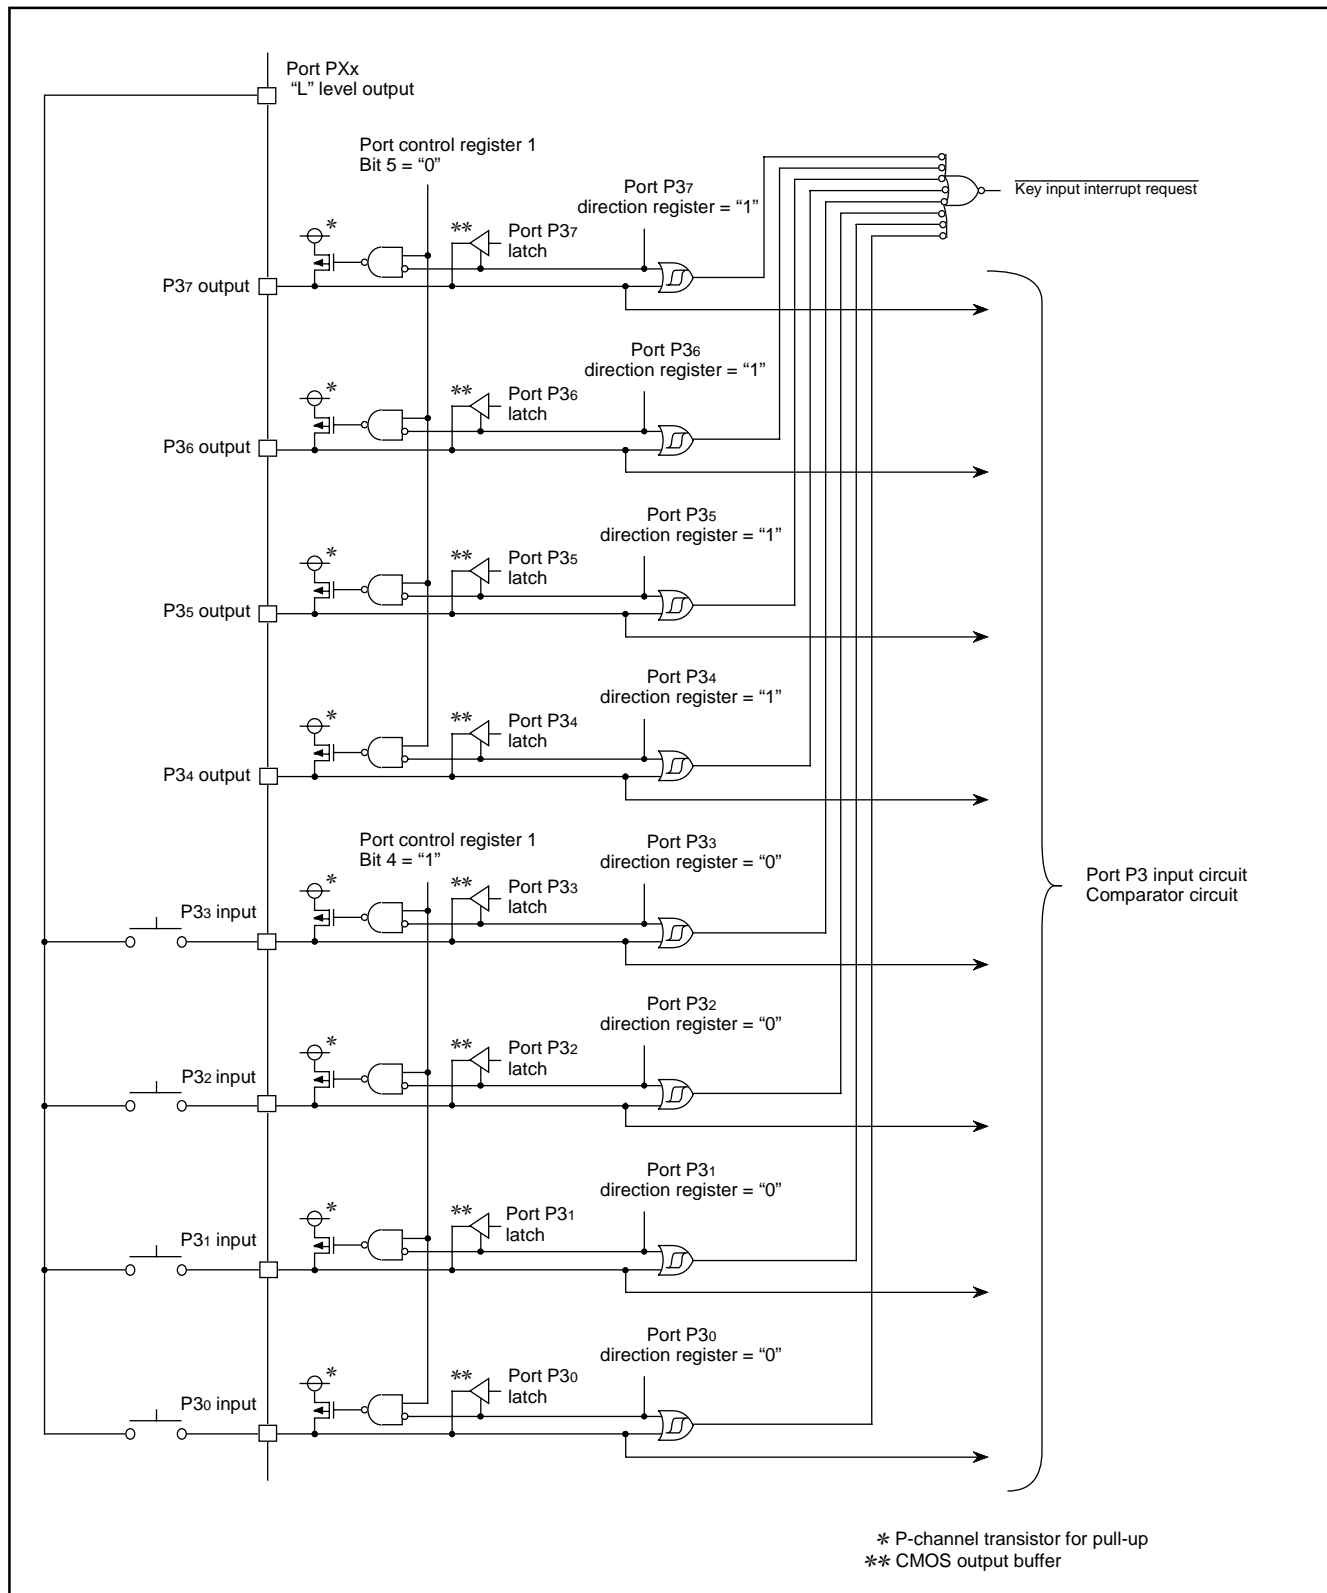 Port PXx
“L” level output
Port control register 1
Bit 5 = “0”
Port P37
direction register = “1”
Key input interrupt request
*
**
Port P37
latch
P37 output
Port P36
direction register = “1”
*
**
Port P36
latch
P36 output
Port P35
direction register = “1”
*
**
Port P35
latch
P35 output
Port P34
direction register = “1”
*
**
Port P34
latch
P34 output
Port control register 1
Bit 4 = “1”
Port P33
direction register = “0”
*
**
Port P33
latch
P33 input
Port P3 input circuit
Comparator circuit
Port P32
direction register = “0”
*
**
Port P32
latch
P32 input
Port P31
direction register = “0”
*
**
Port P31
latch
P31 input
Port P30
direction register = “0”
*
**
Port P30
latch
P30 input
* P-channel transistor for pull-up
** CMOS output buffer